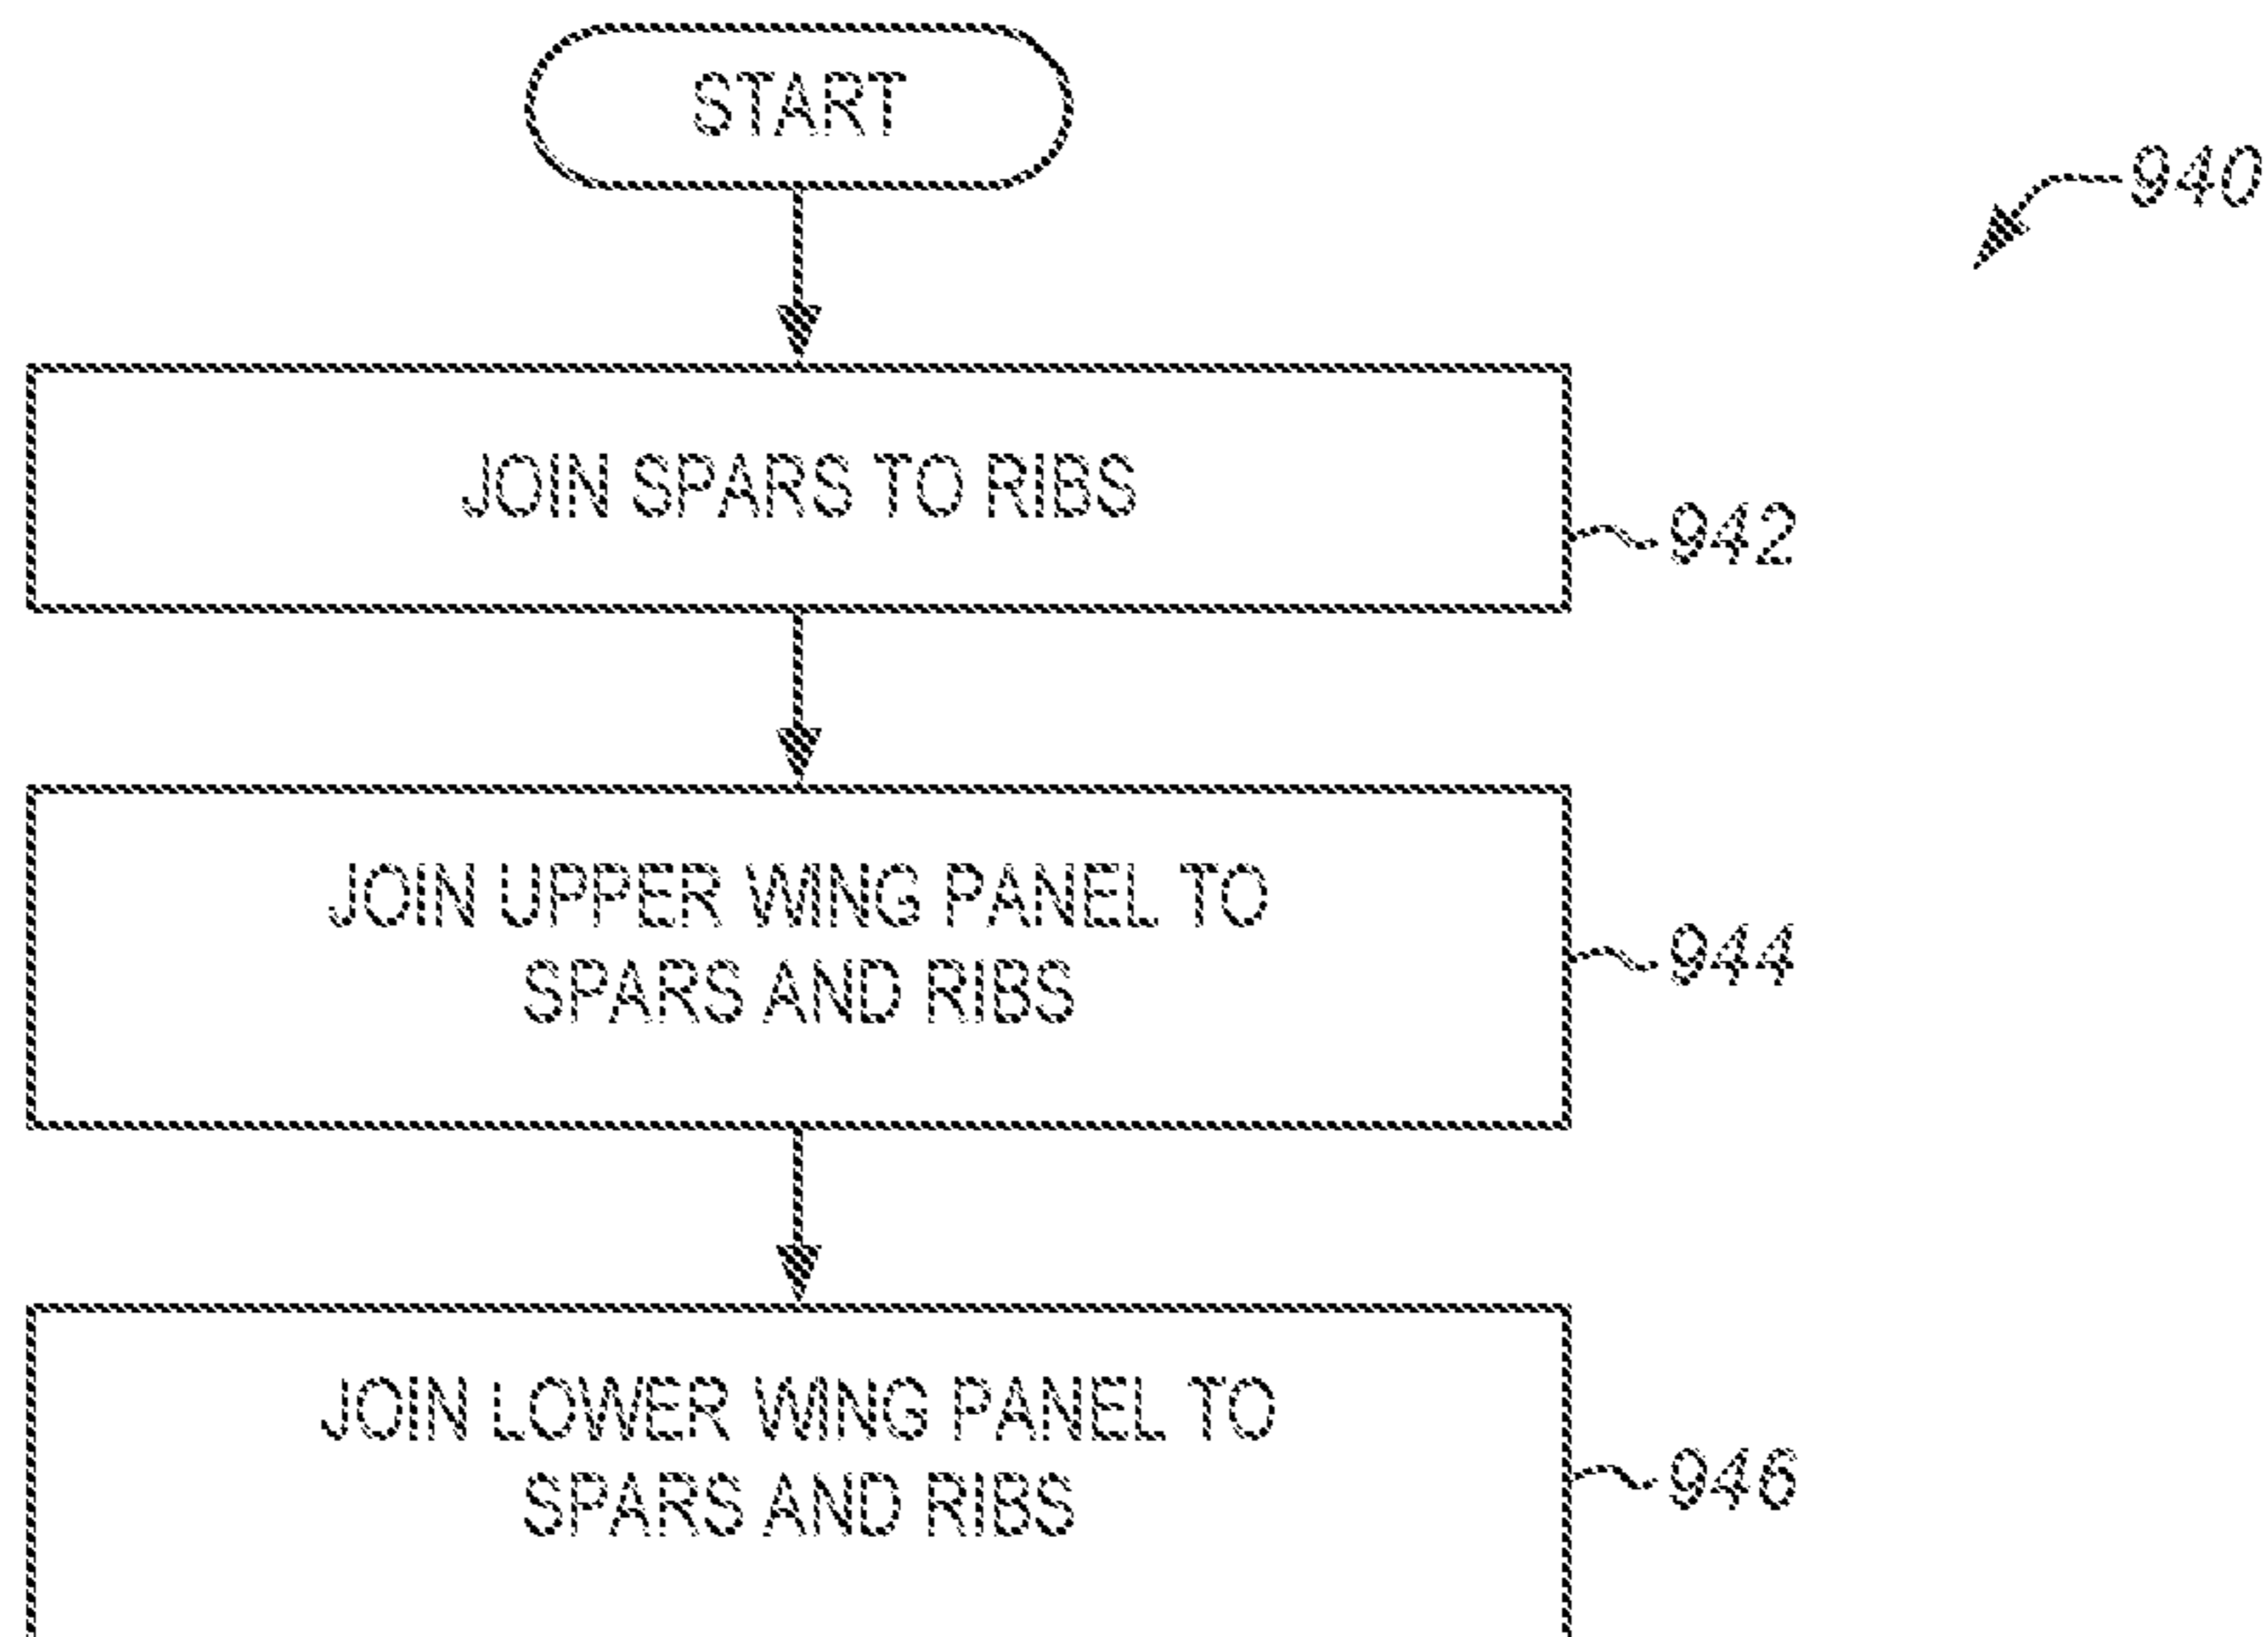 START
940
JOIN SPARS TO RIBS
942
JOIN UPPER WING PANEL TO
SPARS AND RIBS
944
JOIN LOWER WING PANEL TO
SPARS AND RIBS
946